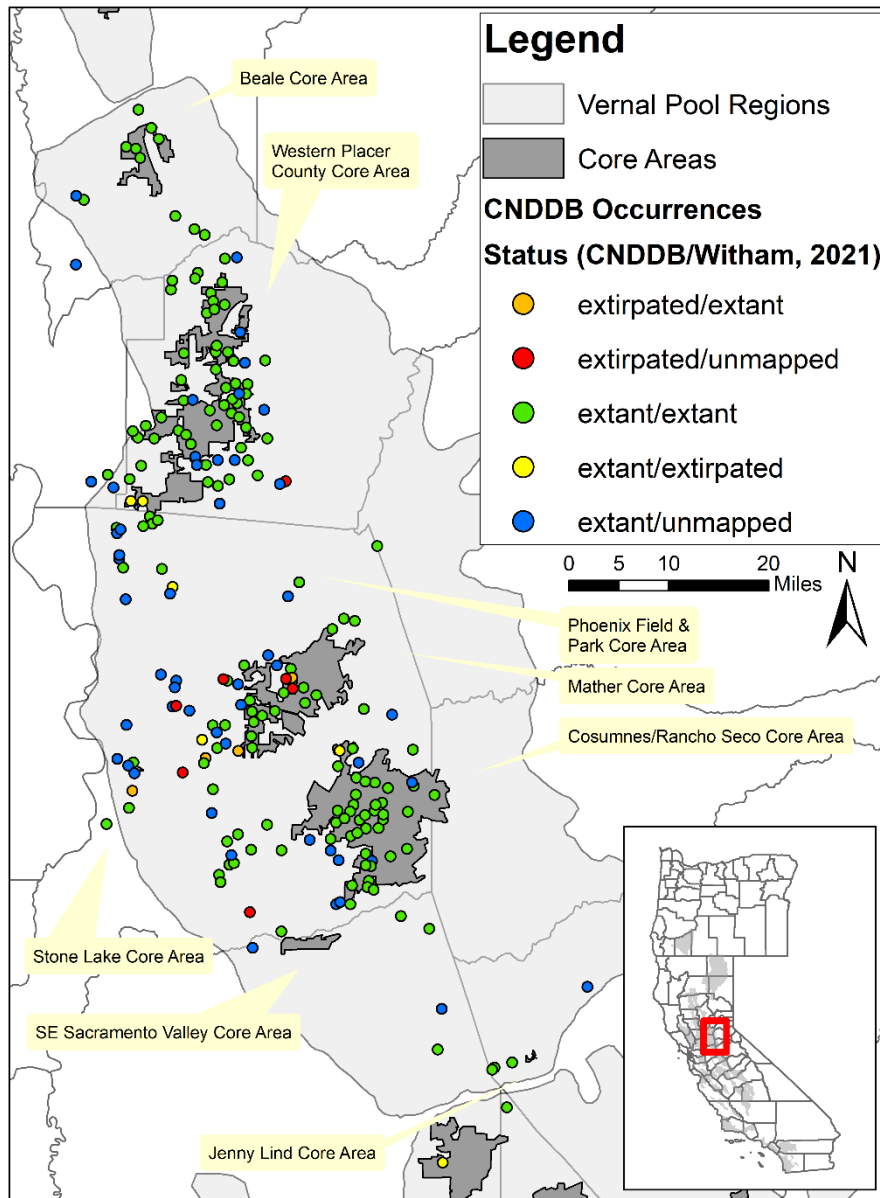 Legend
Vernal Pool Regions
Core Areas
CNDDB Occurrences
Status (CNDDB/Witham, 2021)
extirpated/extant
extirpated/unmapped
extant/extant
extant/extirpated
extant/unmapped
0 5 10 20
Miles
N
Beale Core Area
Western Placer
County Core Area
Phoenix Field &
Park Core Area
Mather Core Area
Cosumnes/Rancho Seco Core Area
Stone Lake Core Area
SE Sacramento Valley Core Area
Jenny Lind Core Area